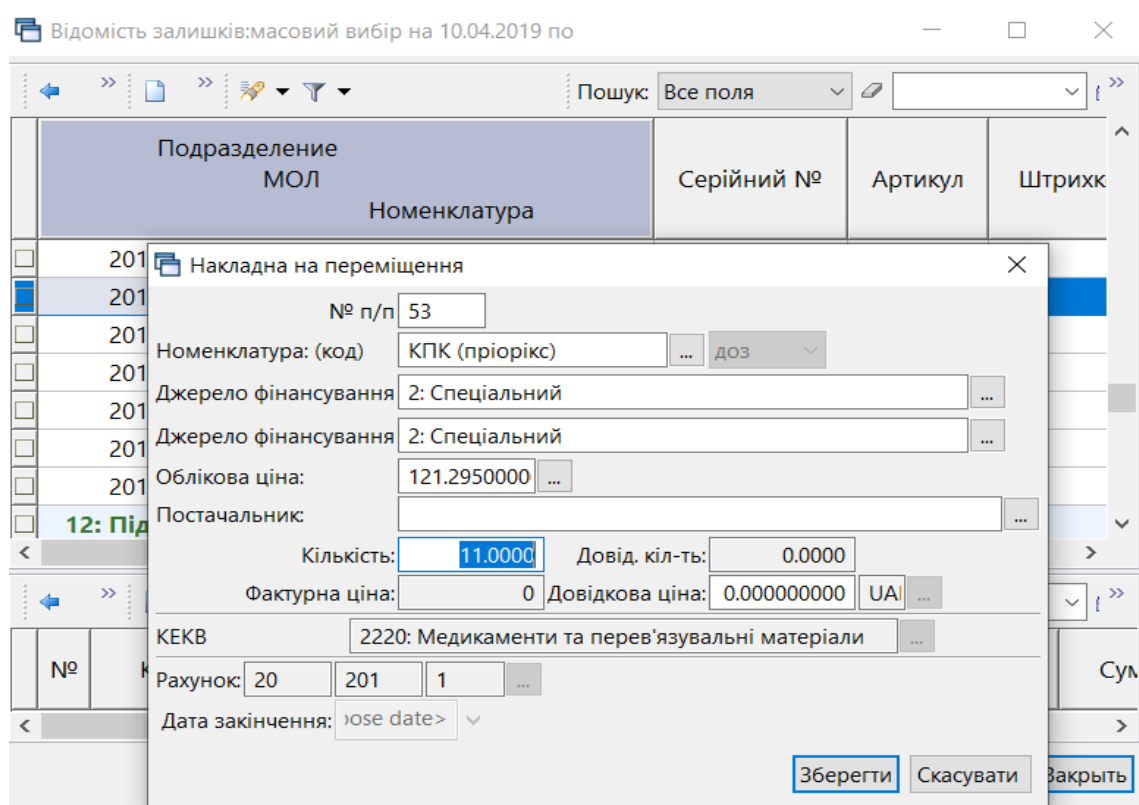 Відомість залишків:масовий вибір на 10.04.2019 по
Пошук: Все поля
Подразделение
МОЛ
Номенклатура
Серійний №
Артикул
Штрихк
201
Накладна на переміщення
201
№ п/п 53
201
Номенклатура: (код) КПК (пріорікс) ... доз
201
Джерело фінансування 2: Спеціальний ...
201
Джерело фінансування 2: Спеціальний ...
201
Облікова ціна: 121.2950000 ...
201
Постачальник: ...
12: Під
Кількість: 11.0000 Довід. кіл-ть: 0.0000
Фактурна ціна: 0 Довідкова ціна: 0.000000000 UAI ...
КЕКВ 2220: Медикаменти та перев'язувальні матеріали ...
№
Сум
Рахунок: 20 201 1 ...
Дата закінчення: oose date>
Зберегти Скасувати Закрыть